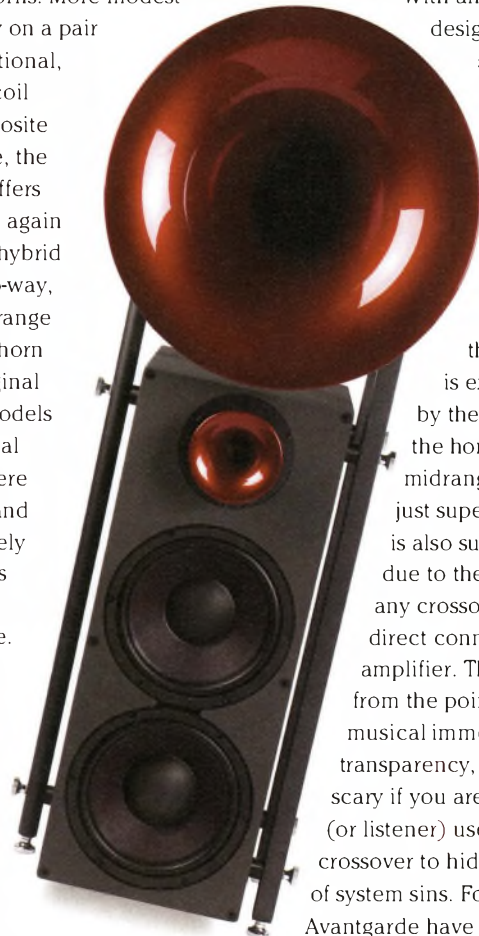 orns. More modest
y on a pair
tional,
coil
osite
e, the
ffers
again
hybrid
o-way,
range
horn
ginal
odels
al
ere
and
ely
s
e.
With an
desig
th
is ex
by the
the hor
midrang
just supe
is also su
due to the
any crosso
direct conn
amplifier. Th
from the poi
musical imme
transparency,
scary if you are
(or listener) use
crossover to hid
of system sins. Fo
Avantgarde have